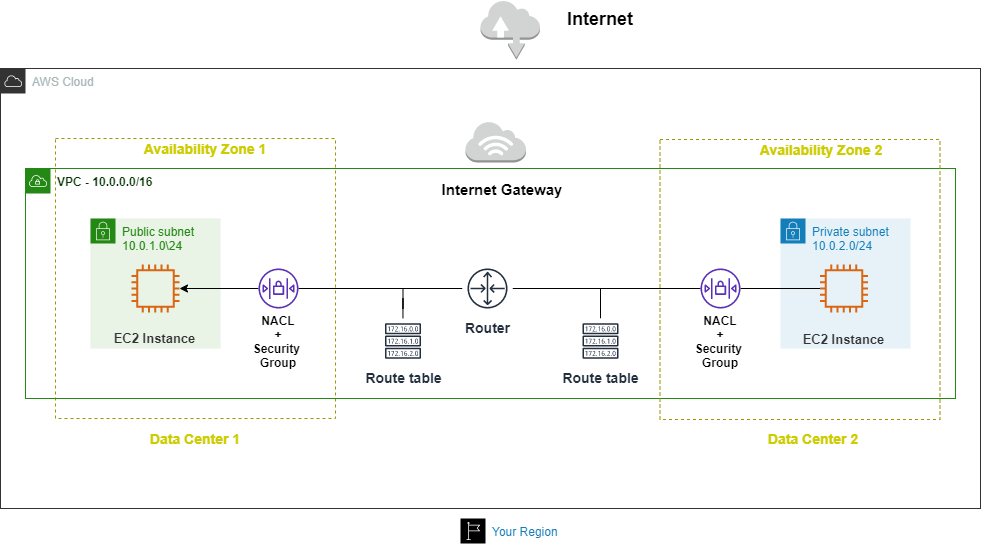 Internet
AWS Cloud
Availability Zone 1
Availability Zone 2
VPC - 10.0.0.0/16
Internet Gateway
Public subnet
10.0.1.0\24
EC2 Instance
NACL
+
Security
Group
172.16.0.0
172.16.1.0
172.16.2.0
Route table
Router
172.16.0.0
172.16.1.0
172.16.2.0
Route table
NACL
+
Security
Group
Private subnet
10.0.2.0/24
EC2 Instance
Data Center 1
Data Center 2
Your Region